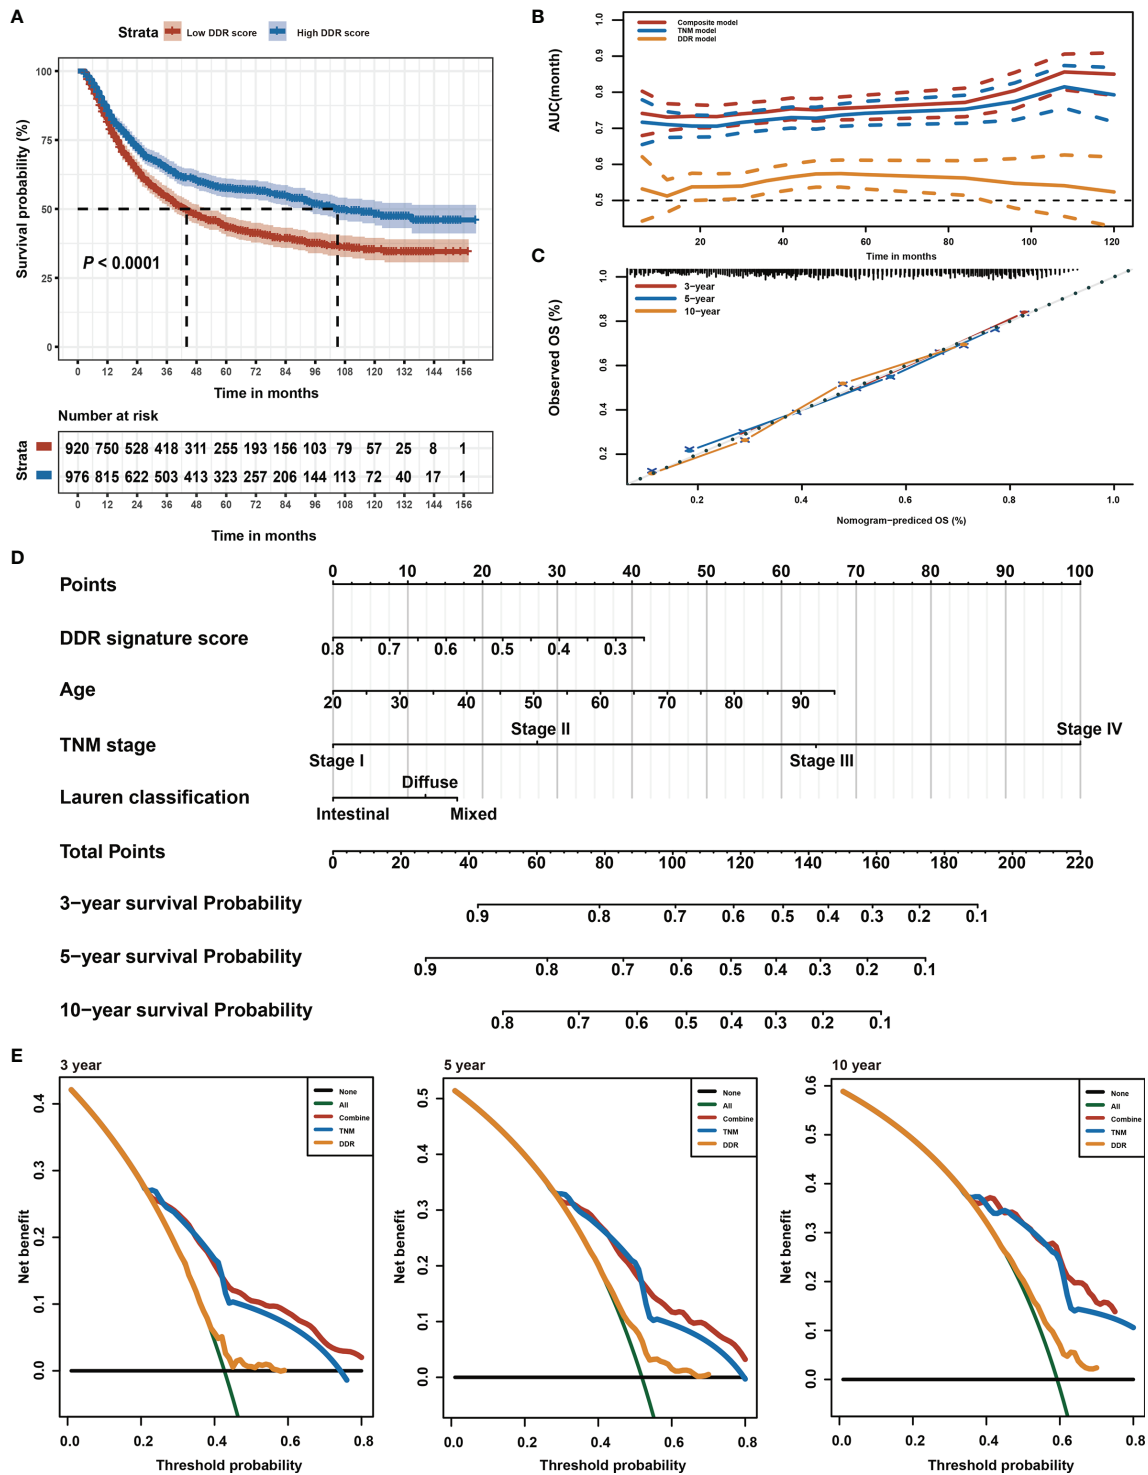 A
Strata Low DDR score High DDR score
Survival probability (%)
100
75
50
25
0
P < 0.0001
0 12 24 36 48 60 72 84 96 108 120 132 144 156
Time in months
Number at risk
Strata
920 750 528 418 311 255 193 156 103 79 57 25 8 1
976 815 622 503 413 323 257 206 144 113 72 40 17 1
0 12 24 36 48 60 72 84 96 108 120 132 144 156
Time in months
B
AUC(month)
1.0
0.9
0.8
0.7
0.6
0.5
Composite model
TNM model
DDR model
20 40 60 80 100 120
Time in months
C
Observed OS (%)
1.0
0.8
0.6
0.4
0.2
3−year
5−year
10−year
0.2 0.4 0.6 0.8 1.0
Nomogram−prediced OS (%)
D
0 10 20 30 40 50 60 70 80 90 100
Points
DDR signature score
0.8 0.7 0.6 0.5 0.4 0.3
Age
20 30 40 50 55 60 65 70 75 80 90
Stage II Stage IV
TNM stage
Stage I Stage III
Diffuse
Lauren classification
Intestinal Mixed
Total Points
0 20 40 60 80 100 120 140 160 180 200 220
3−year survival Probability
0.9 0.8 0.7 0.6 0.5 0.4 0.3 0.2 0.1
5−year survival Probability
0.9 0.8 0.7 0.6 0.5 0.4 0.3 0.2 0.1
10−year survival Probability
0.8 0.7 0.6 0.5 0.4 0.3 0.2 0.1
E
3 year
Net benefit
0.4
0.3
0.2
0.1
0.0
None
All
Combine
TNM
DDR
0.0 0.2 0.4 0.6 0.8
Threshold probability
5 year
Net benefit
0.5
0.4
0.3
0.2
0.1
0.0
None
All
Combine
TNM
DDR
0.0 0.2 0.4 0.6 0.8
Threshold probability
10 year
Net benefit
0.6
0.5
0.4
0.3
0.2
0.1
0.0
None
All
Combine
TNM
DDR
0.0 0.2 0.4 0.6 0.8
Threshold probability